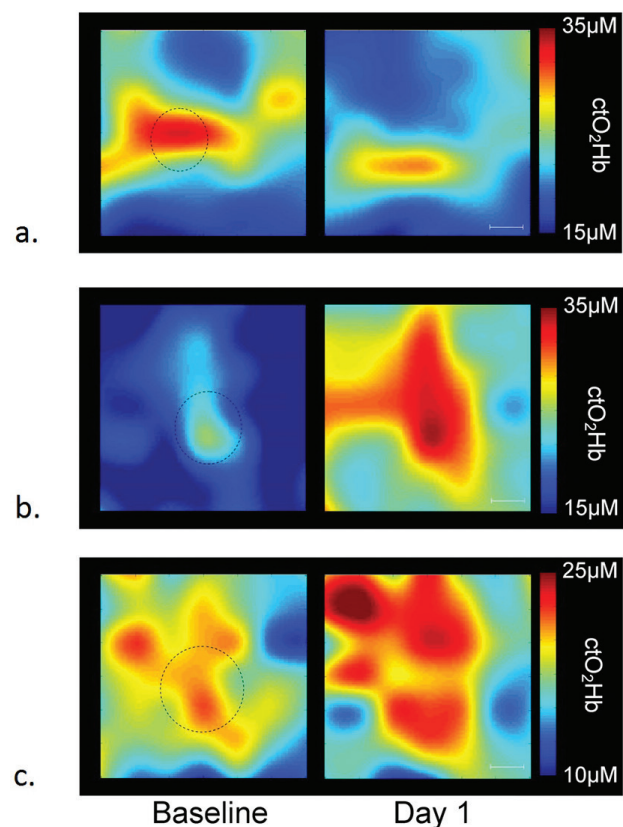 35µM
ctO₂Hb
a.
15µM
35µM
ctO₂Hb
b.
15µM
25µM
ctO₂Hb
c.
10µM
Baseline
Day 1